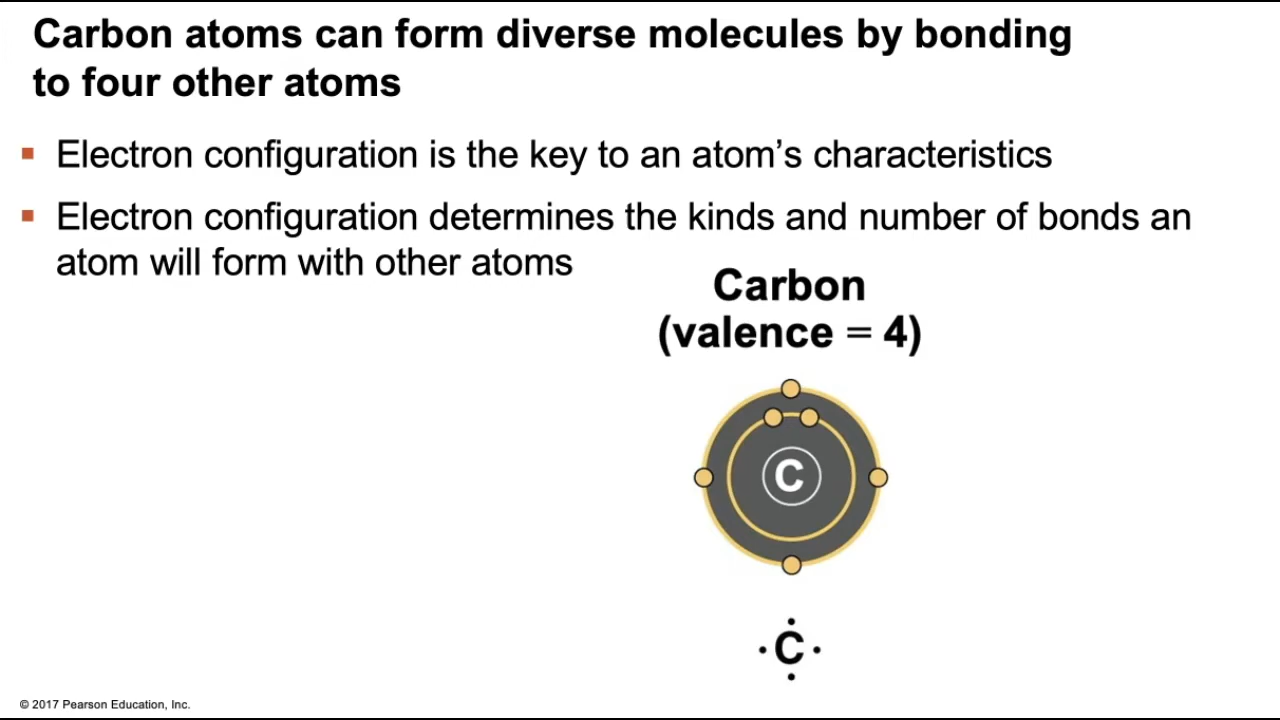 Carbon atoms can form diverse molecules by bonding
to four other atoms
▪ Electron configuration is the key to an atom’s characteristics
▪ Electron configuration determines the kinds and number of bonds an
atom will form with other atoms
Carbon
(valence = 4)
C
C
© 2017 Pearson Education, Inc.